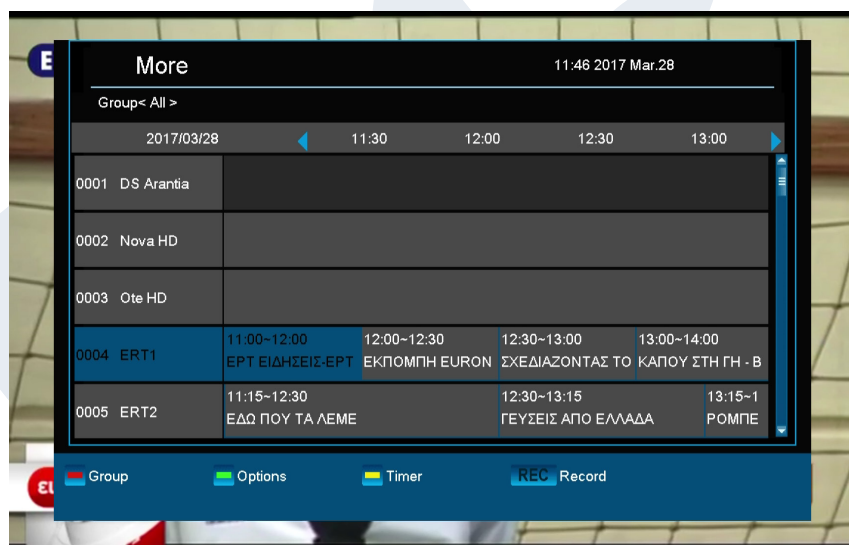 E
More 11:46 2017 Mar.28
Group< All >
2017/03/28 11:30 12:00 12:30 13:00
0001 DS Arantia
0002 Nova HD
0003 Ote HD
11:00~12:00 12:00~12:30 12:30~13:00 13:00~14:00
0004 ERT1
ΕΡΤ ΕΙΔΗΣΕΙΣ-ΕΡΤ ΕΚΠΟΜΠΗ EURON ΣΧΕΔΙΑΖΟΝΤΑΣ ΤΟ ΚΑΠΟΥ ΣΤΗ ΓΗ - Β
11:15~12:30 12:30~13:15 13:15~1
0005 ERT2
ΕΔΩ ΠΟΥ ΤΑ ΛΕΜΕ ΓΕΥΣΕΙΣ ΑΠΟ ΕΛΛΑΔΑ ΡΟΜΠΕ
Group Options Timer REC Record
ει